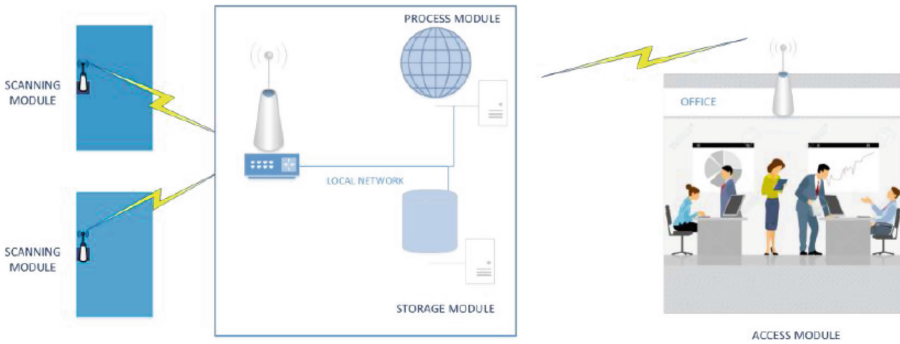 PROCESS MODULE
SCANNING
MODULE
OFFICE
LOCAL NETWORK
SCANNING
MODULE
STORAGE MODULE
ACCESS MODULE